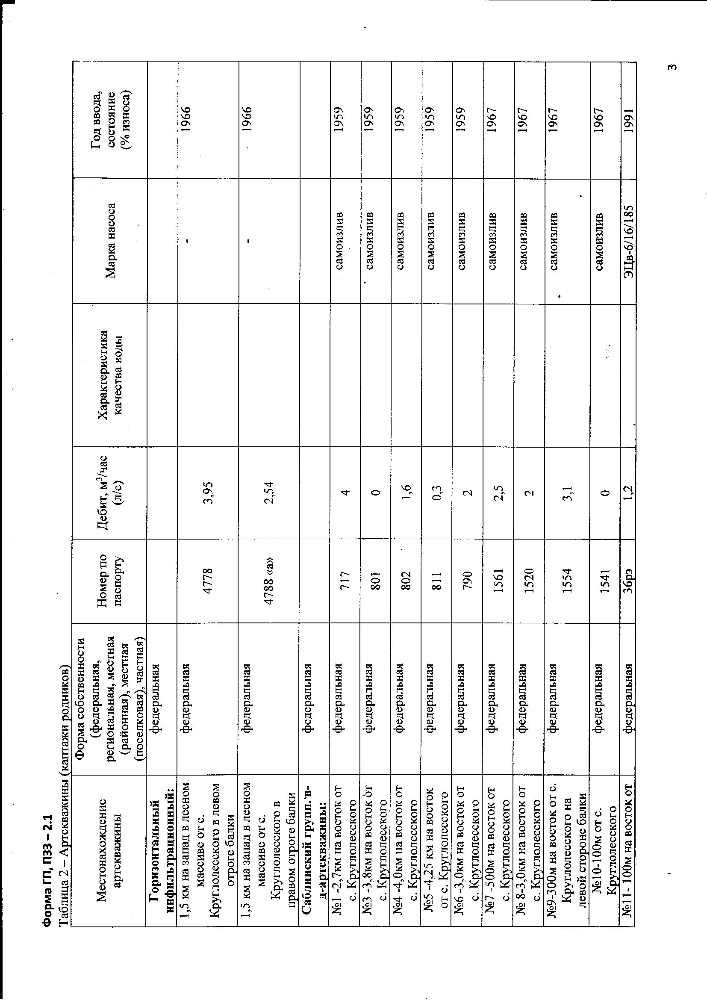 Форма ГП, ПЗЗ – 2.1
Таблица 2 – Артскважины (каптажи родников)
Местонахождение
артскважины
Форма собственности
(федеральная,
региональная, местная
(районная), местная
(поселковая), частная)
Номер по
паспорту
Дебит, м³/час
(л/с)
Характеристика
качества воды
Марка насоса
Год ввода,
состояние
(% износа)
Горизонтальный
инфильтрационный:
федеральная
1,5 км на запад в лесном
массиве от с.
Круглолесского в левом
отроге балки
федеральная
4778
3,95
-
1966
1,5 км на запад в лесном
массиве от с.
Круглолесского в
правом отроге балки
федеральная
4788 «а»
2,54
-
1966
Саблинский групп. в-
д-артскважины:
федеральная
№1 -2,7км на восток от
с. Круглолесского
федеральная
717
4
самоизлив
1959
№3 -3,8км на восток от
с. Круглолесского
федеральная
801
0
самоизлив
1959
№4 -4,0км на восток от
с. Круглолесского
федеральная
802
1,6
самоизлив
1959
№5 -4,25 км на восток
от с. Круглолесского
федеральная
811
0,3
самоизлив
1959
№6 -3,0км на восток от
с. Круглолесского
федеральная
790
2
самоизлив
1959
№7 -500м на восток от
с. Круглолесского
федеральная
1561
2,5
самоизлив
1967
№ 8-3,0км на восток от
с. Круглолесского
федеральная
1520
2
самоизлив
1967
№9-300м на восток от с.
Круглолесского на
левой стороне балки
федеральная
1554
3,1
самоизлив
1967
№10-100м от с.
Круглолесского
федеральная
1541
0
самоизлив
1967
№11- 100м на восток от
федеральная
36рэ
1,2
ЭЦв-6/16/185
1991
3